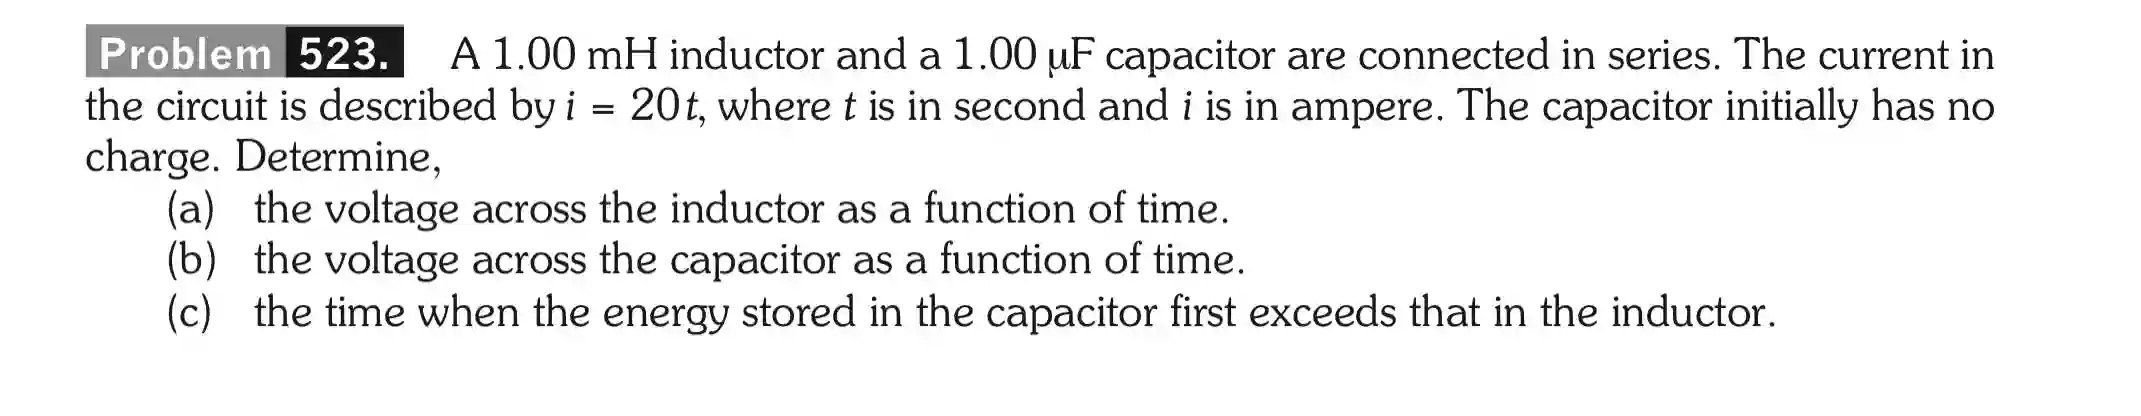 Problem 523. A 1.00 mH inductor and a 1.00 μF capacitor are connected in series. The current in
the circuit is described by i = 20t, where t is in second and i is in ampere. The capacitor initially has no
charge. Determine,
(a) the voltage across the inductor as a function of time.
(b) the voltage across the capacitor as a function of time.
(c) the time when the energy stored in the capacitor first exceeds that in the inductor.